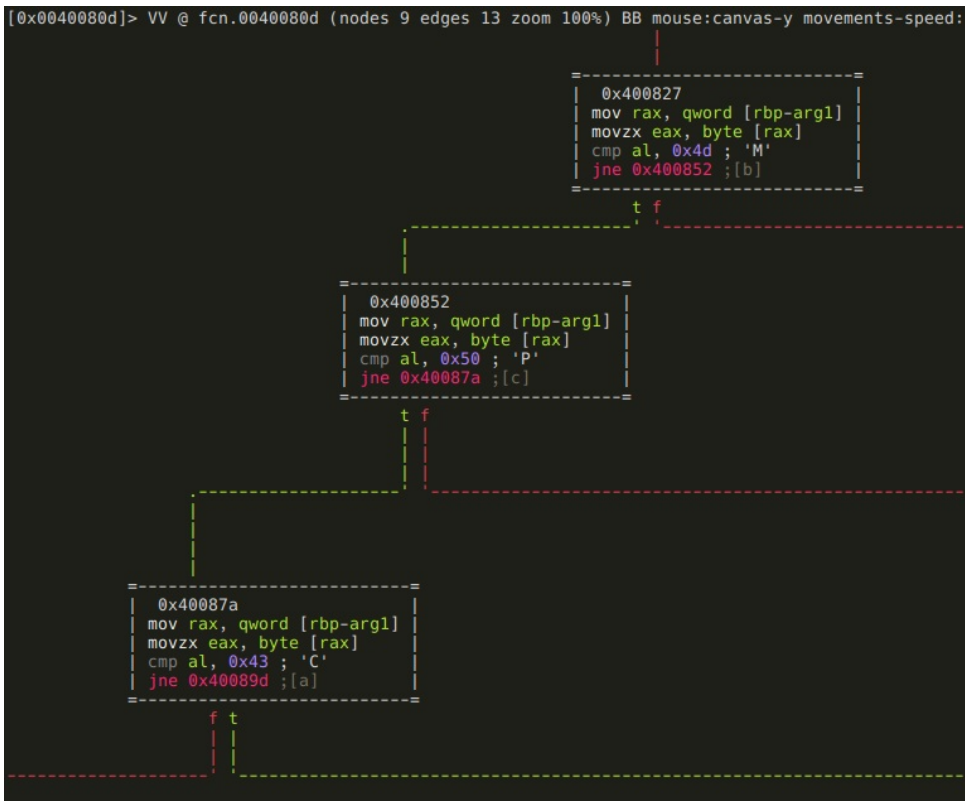 [0x0040080d]> VV @ fcn.0040080d (nodes 9 edges 13 zoom 100%) BB mouse:canvas-y movements-speed:
0x400827
mov rax, qword [rbp-arg1]
movzx eax, byte [rax]
cmp al, 0x4d ; 'M'
jne 0x400852 ;[b]
t f
0x400852
mov rax, qword [rbp-arg1]
movzx eax, byte [rax]
cmp al, 0x50 ; 'P'
jne 0x40087a ;[c]
t f
0x40087a
mov rax, qword [rbp-arg1]
movzx eax, byte [rax]
cmp al, 0x43 ; 'C'
jne 0x40089d ;[a]
f t